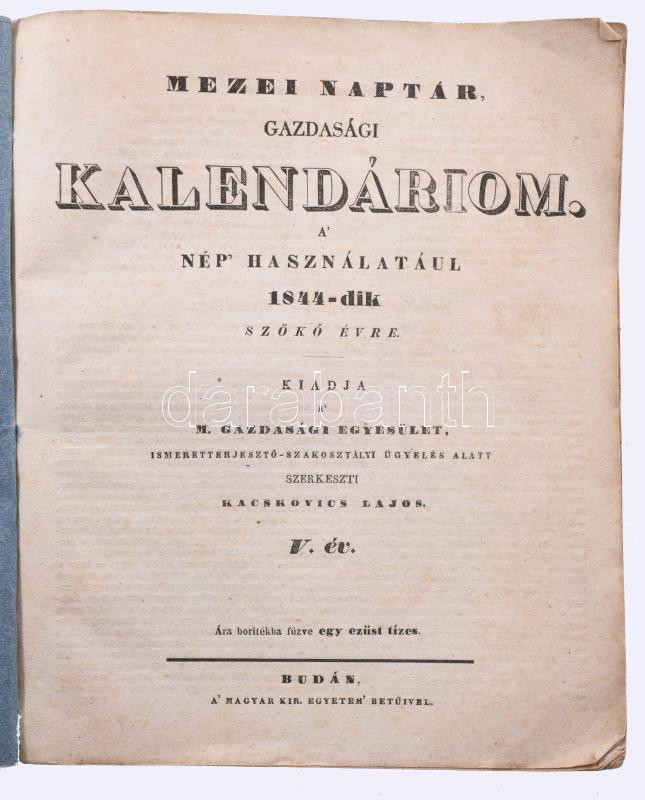 MEZEI NAPTÁR,
GAZDASÁGI
KALENDÁRIOM.
A'
NÉP' HASZNÁLATÁUL
1844-dik
SZÖKŐ ÉVRE.
KIADJA
A'
M. GAZDASÁGI EGYESÜLET,
ISMERETTERJESZTŐ-SZAKOSZTÁLYI ÜGYELÉS ALATT
SZERKESZTI
KACSKOVICS LAJOS.
V. év.
Ára boritékba fűzve egy ezüst tízes.
BUDÁN,
A' MAGYAR KIR. EGYETEM' BETŰIVEL.
darabanth